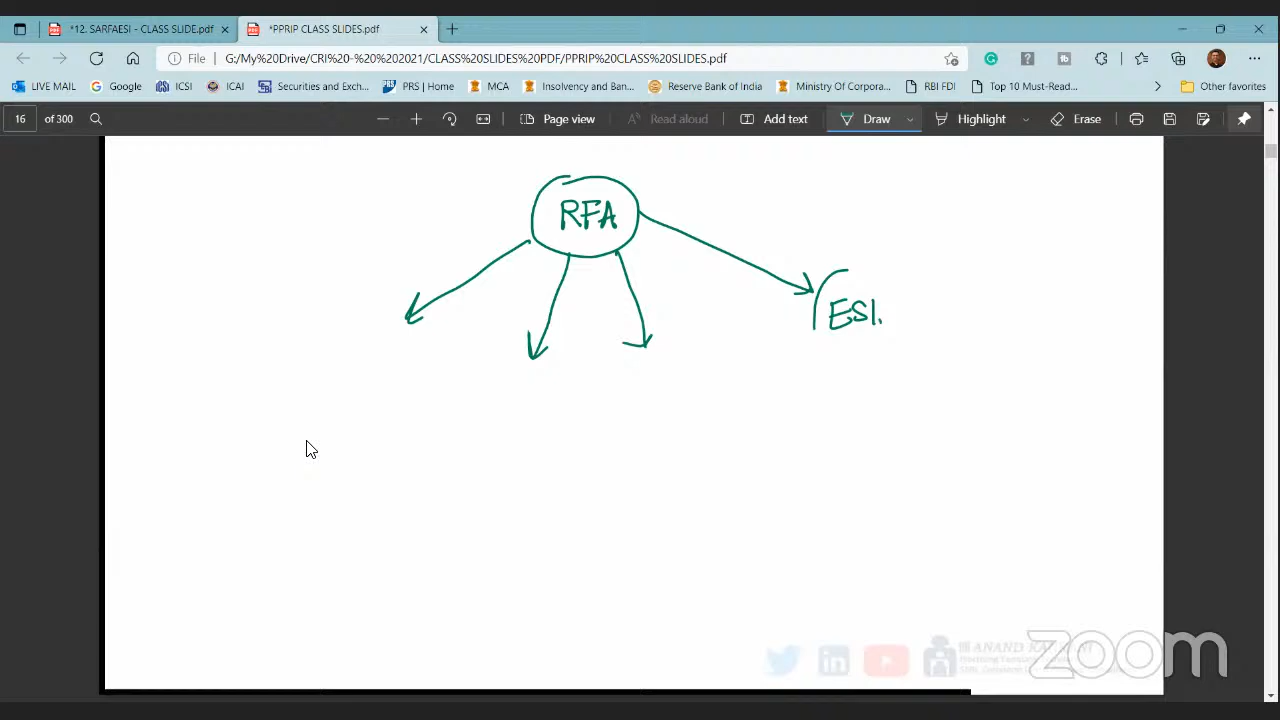 *12. SARFAESI - CLASS SLIDE.pdf
*PPRIP CLASS SLIDES.pdf
File | G:/My%20Drive/CRI%20-%20%202021/CLASS%20SLIDES%20PDF/PPRIP%20CLASS%20SLIDES.pdf
LIVE MAIL Google ICSI ICAI Securities and Exch... PRS | Home MCA Insolvency and Ban... Reserve Bank of India Ministry Of Corpora... RBI FDI Top 10 Must-Read... Other favorites
16 of 300 Page view Read aloud Add text Draw Highlight Erase
RFA
ESI.
zoom